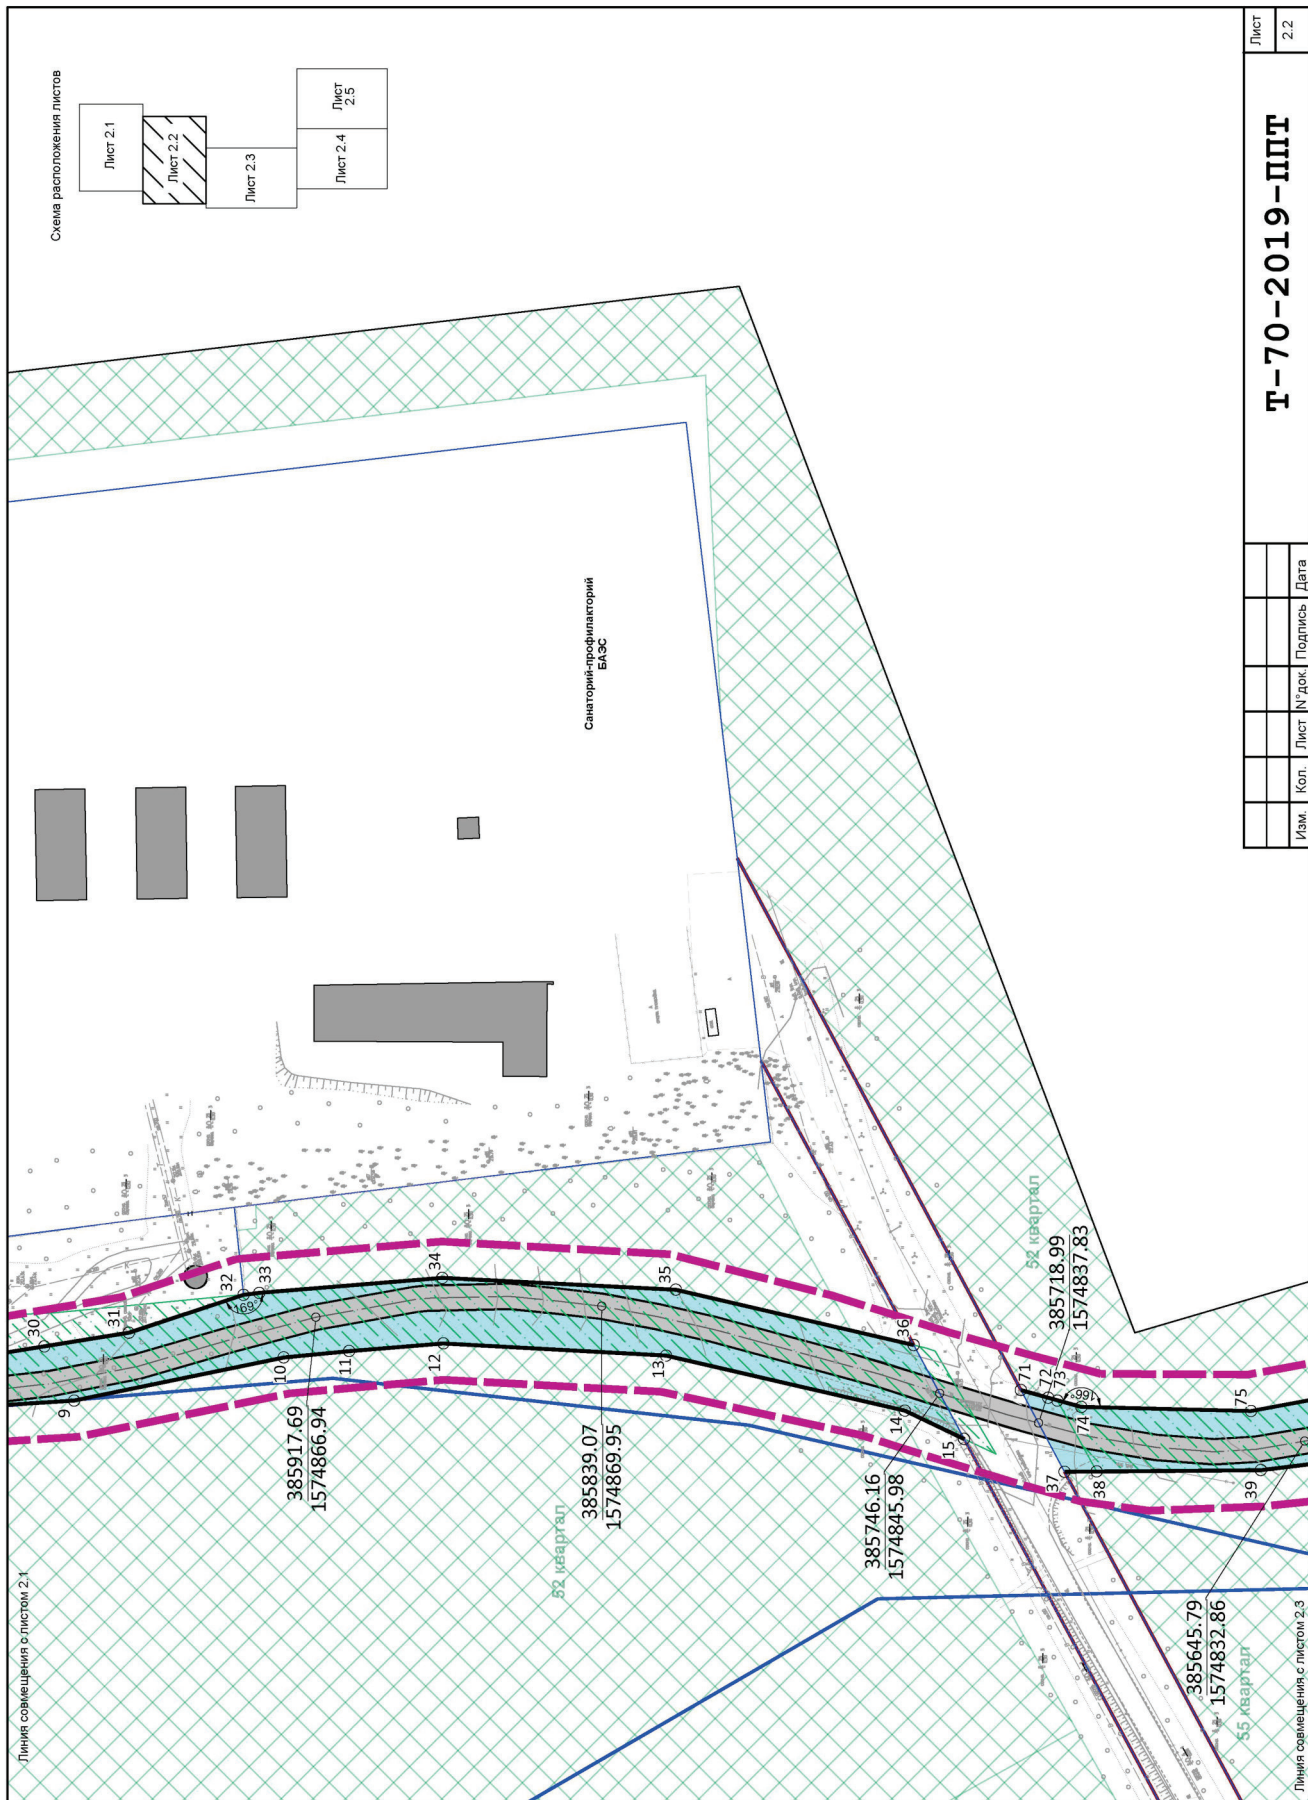 Схема расположения листов
Лист 2.1
Лист 2.2
Лист 2.3
Лист 2.4
Лист
2.5
Линия совмещения с листом 2.1
Санаторий-профилакторий
БАЭС
30
31
32
33
169°
34
35
36
9
10
11
12
13
14
15
385917.69
1574866.94
385839.07
1574869.95
385746.16
1574845.98
385718.99
1574837.83
385645.79
1574832.86
52 квартал
52 квартал
55 квартал
71
72
73
166°
74
75
37
38
39
Линия совмещения с листом 2.3
Изм.
Кол.
Лист
N°док.
Подпись
Дата
Т-70-2019-ППТ
Лист
2.2